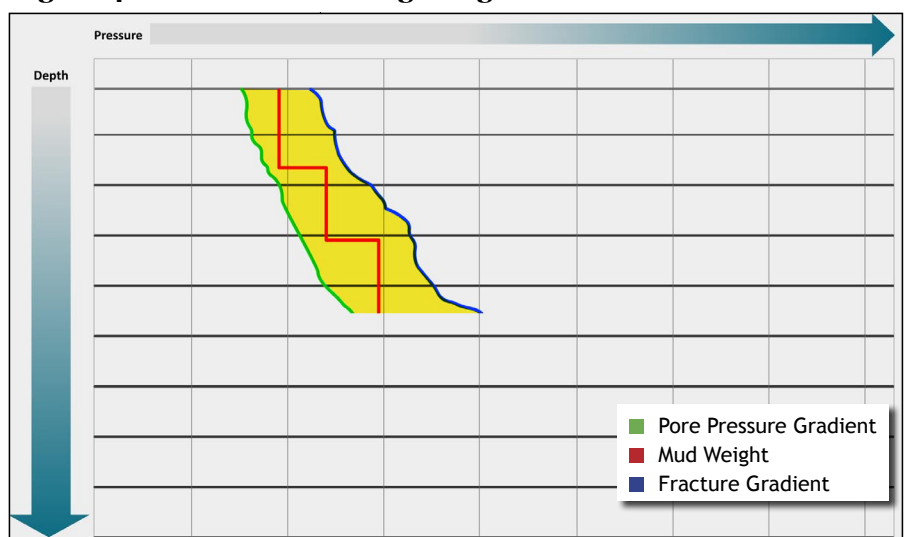 Pressure
Depth
Pore Pressure Gradient
Mud Weight
Fracture Gradient